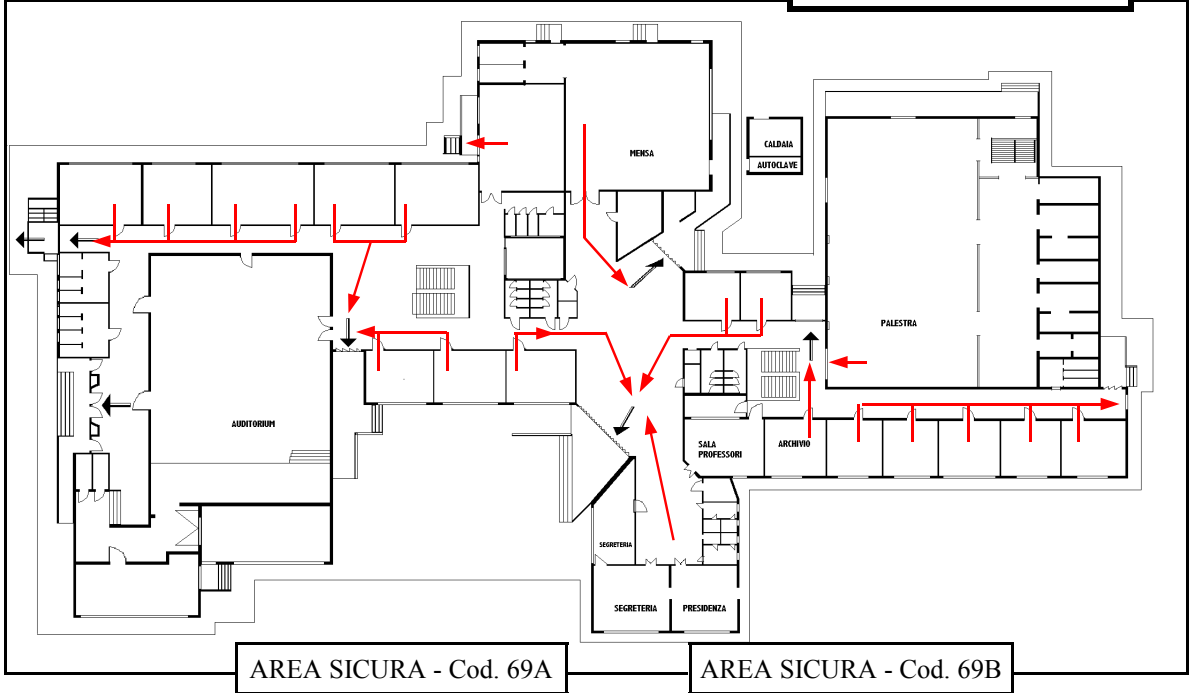 MENSA
CALDAIA
AUTOCLAVE
PALESTRA
AUDITORIUM
SALA
PROFESSORI
ARCHIVIO
SEGRETERIA
SEGRETERIA
PRESIDENZA
AREA SICURA - Cod. 69A
AREA SICURA - Cod. 69B